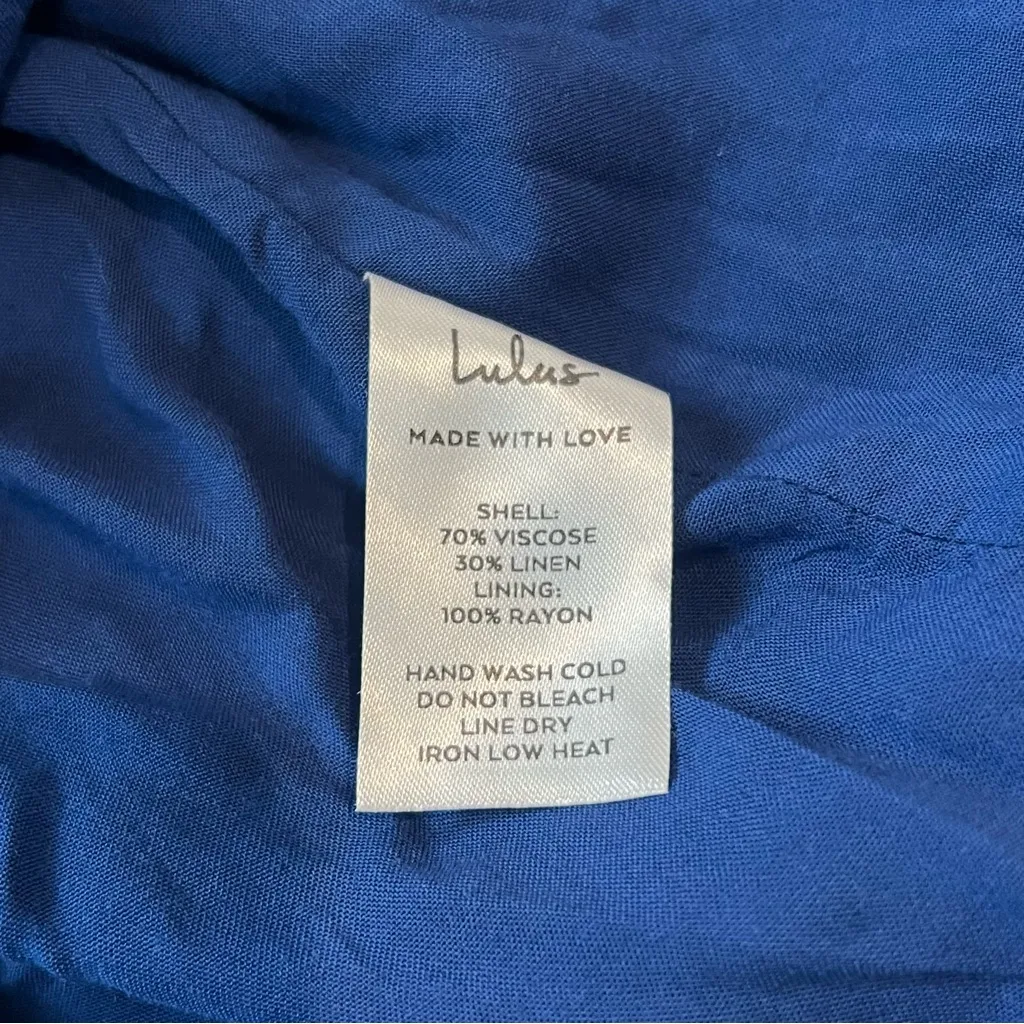 Lulus
MADE WITH LOVE
SHELL:
70% VISCOSE
30% LINEN
LINING:
100% RAYON
HAND WASH COLD
DO NOT BLEACH
LINE DRY
IRON LOW HEAT